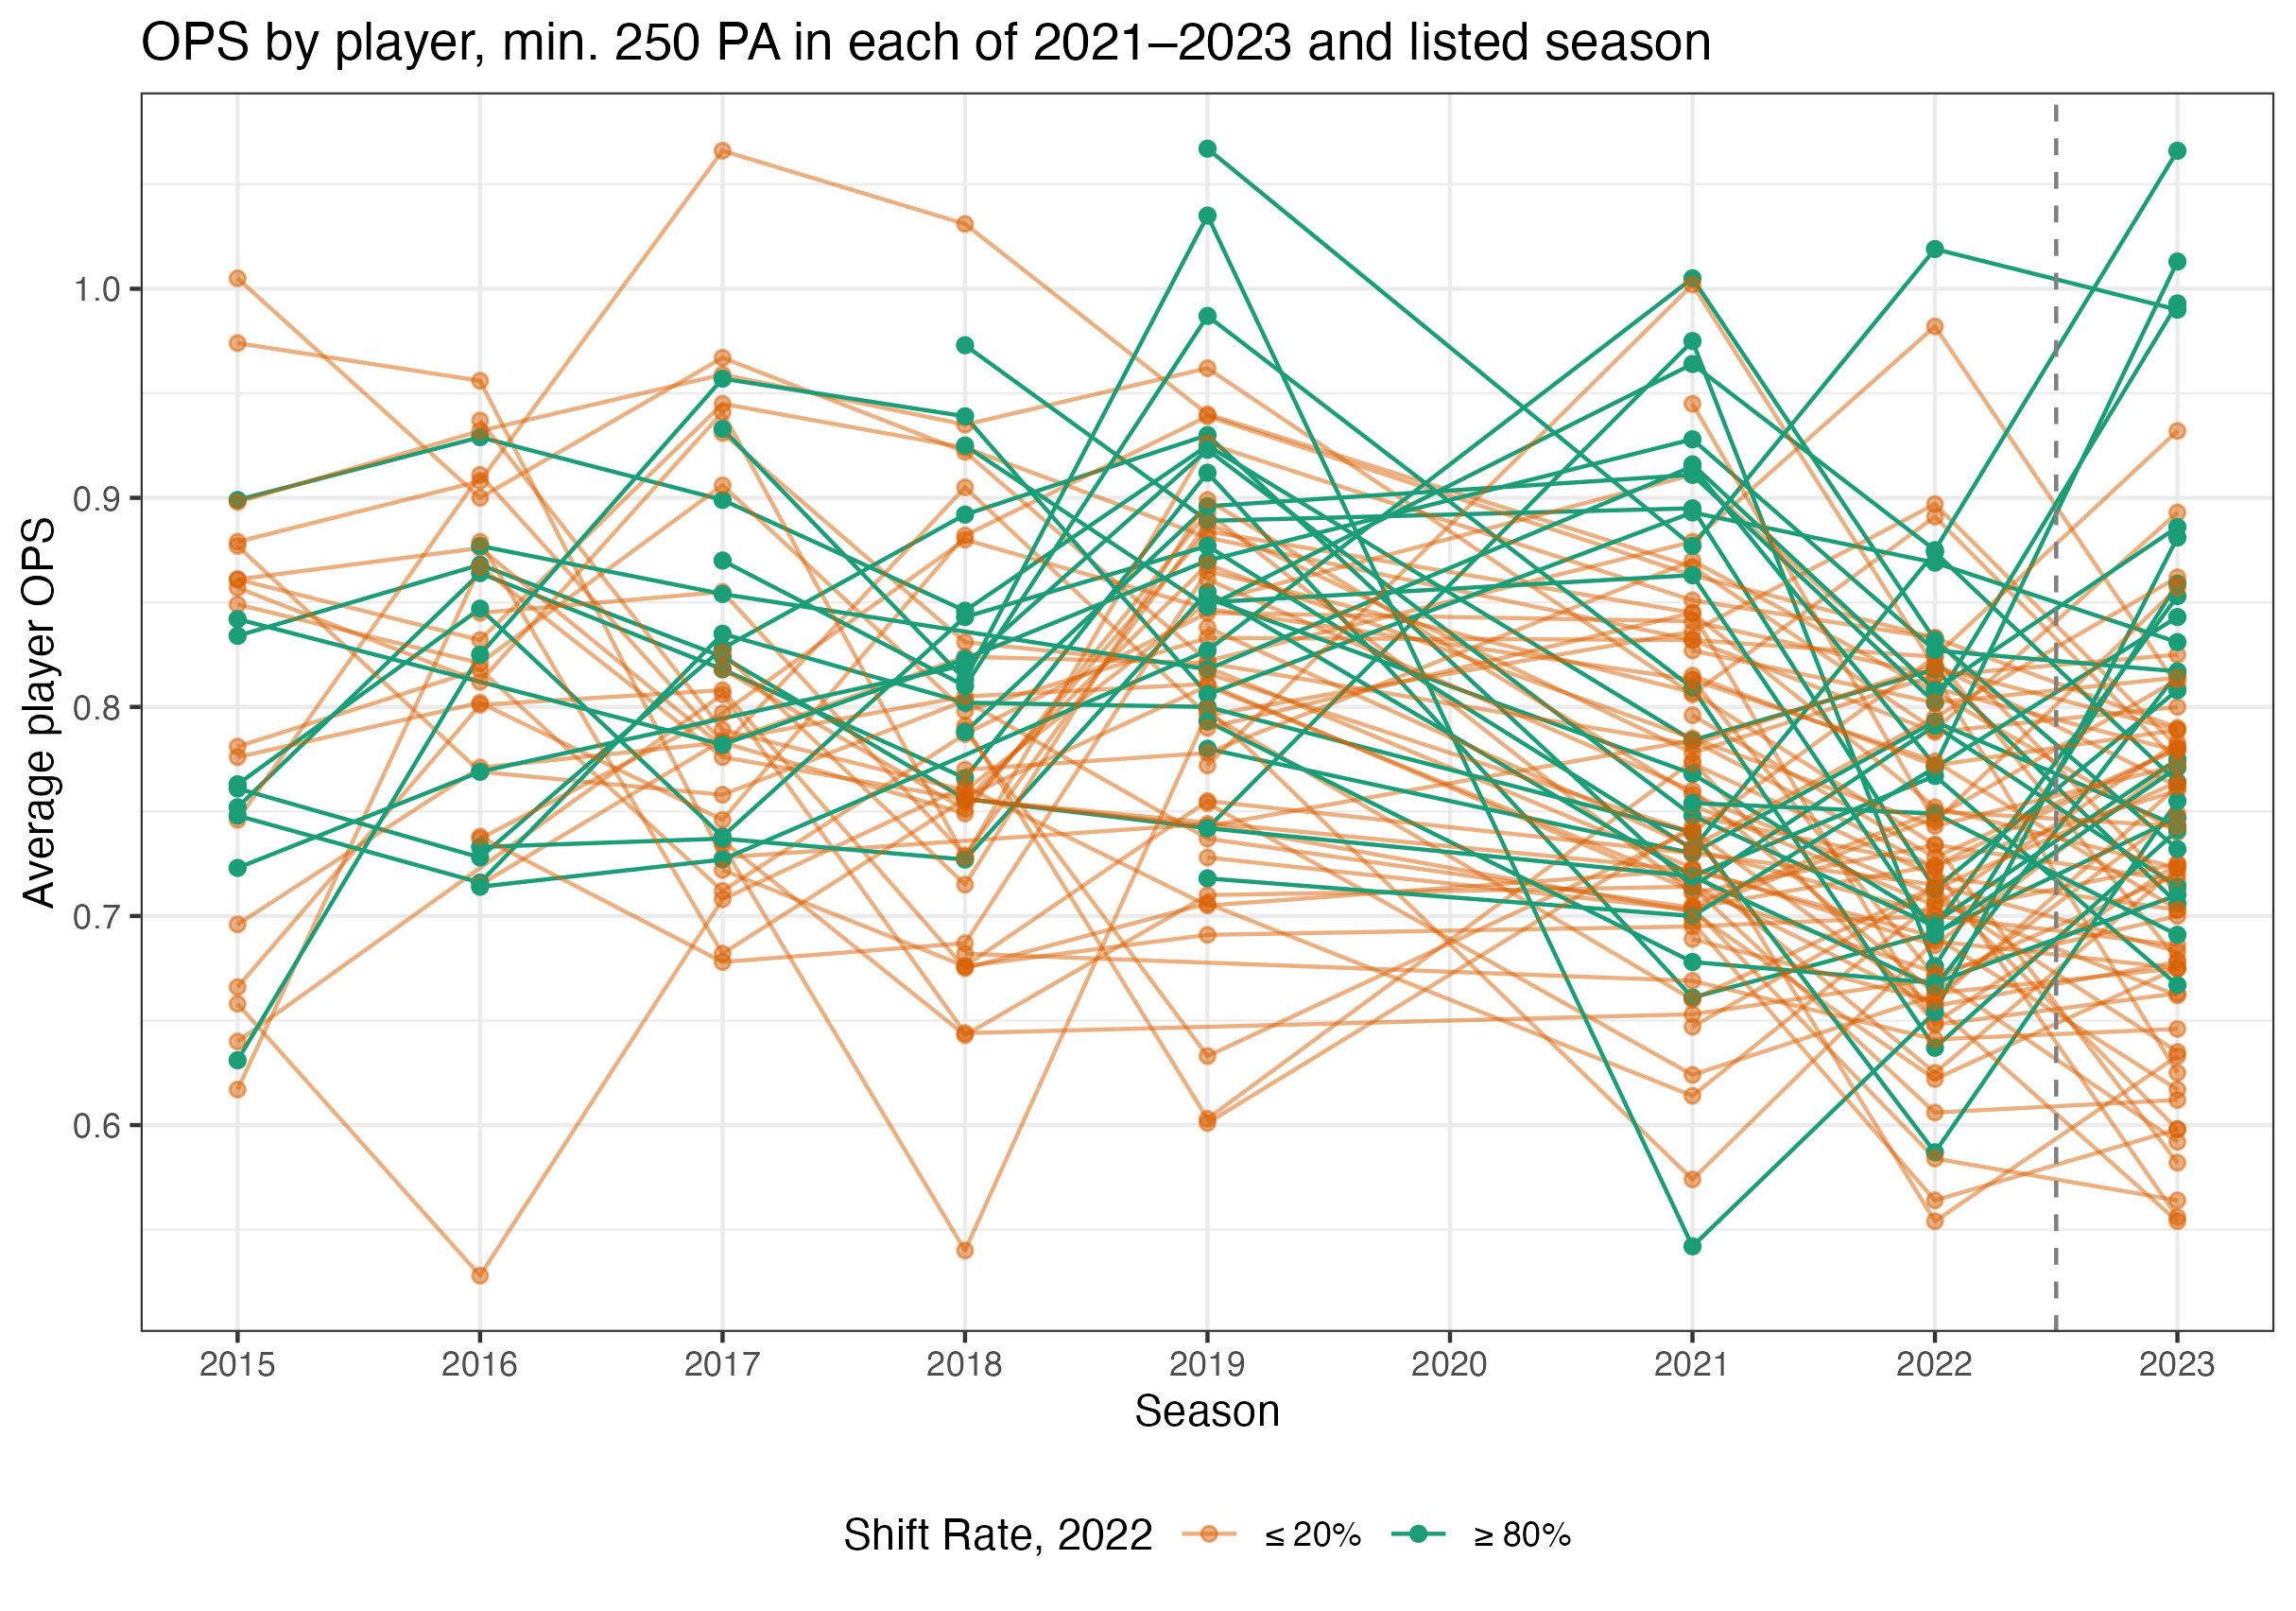 OPS by player, min. 250 PA in each of 2021–2023 and listed season
Average player OPS
1.0
0.9
0.8
0.7
0.6
2015 2016 2017 2018 2019 2020 2021 2022 2023
Season
Shift Rate, 2022 ≤ 20% ≥ 80%